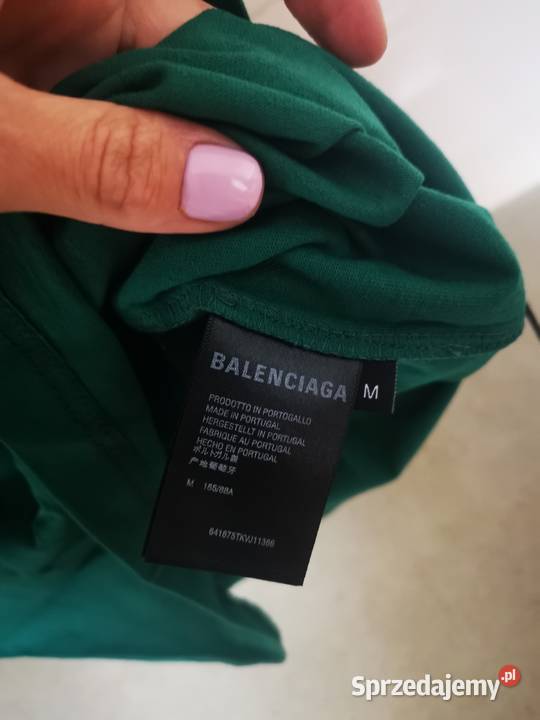 BALENCIAGA
M
PRODOTTO IN PORTOGALLO
MADE IN PORTUGAL
HERGESTELLT IN PORTUGAL
FABRIQUE AU PORTUGAL
HECHO EN PORTUGAL
ポルトガル製
产地葡萄牙
M 165/88A
641675TKVJ11366
Sprzedajemy.pl